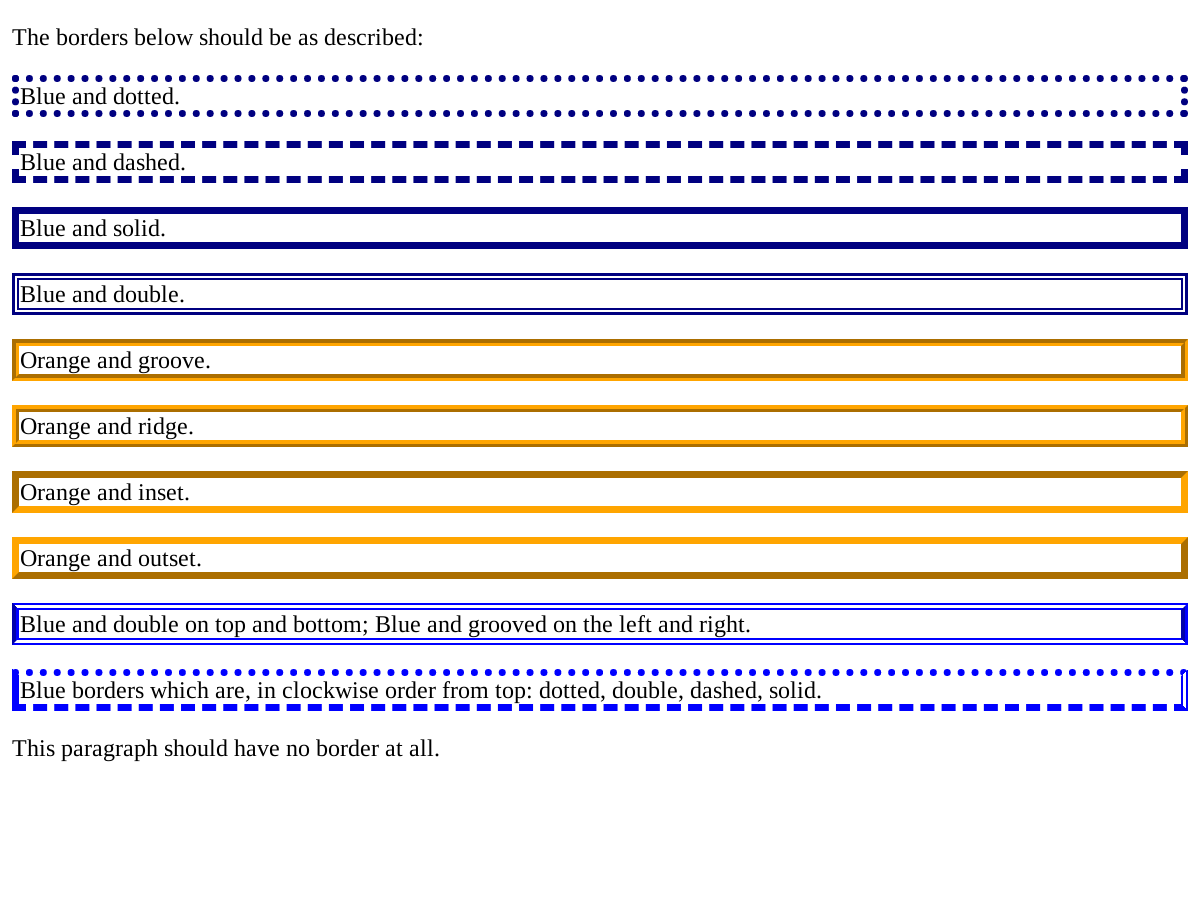 The borders below should be as described:
Blue and dotted.
Blue and dashed.
Blue and solid.
Blue and double.
Orange and groove.
Orange and ridge.
Orange and inset.
Orange and outset.
Blue and double on top and bottom; Blue and grooved on the left and right.
Blue borders which are, in clockwise order from top: dotted, double, dashed, solid.
This paragraph should have no border at all.